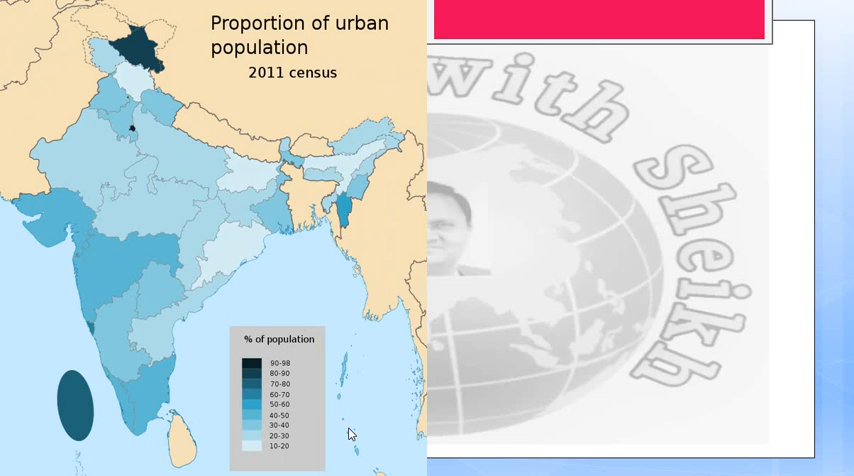 Proportion of urban
population
2011 census
% of population
90-98
80-90
70-80
60-70
50-60
40-50
30-40
20-30
10-20
with Sheikh